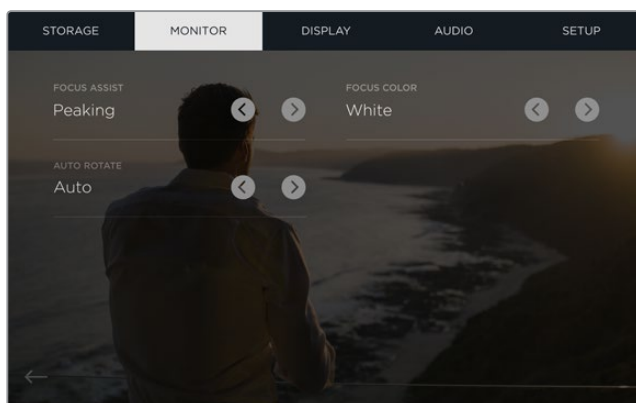 STORAGE MONITOR DISPLAY AUDIO SETUP
FOCUS ASSIST FOCUS COLOR
Peaking White
AUTO ROTATE
Auto